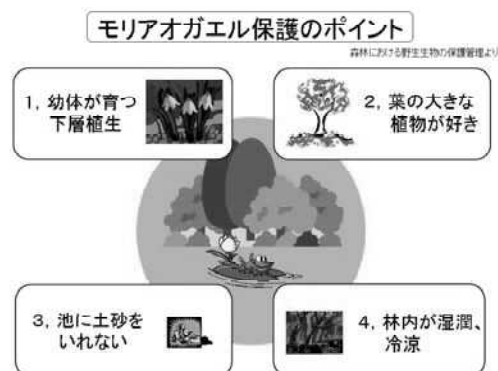 モリアオガエル保護のポイント
森林における野生生物の保護管理より
1, 幼体が育つ
下層植生
2, 葉の大きな
植物が好き
3, 池に土砂を
いれない
4, 林内が湿潤、
冷涼